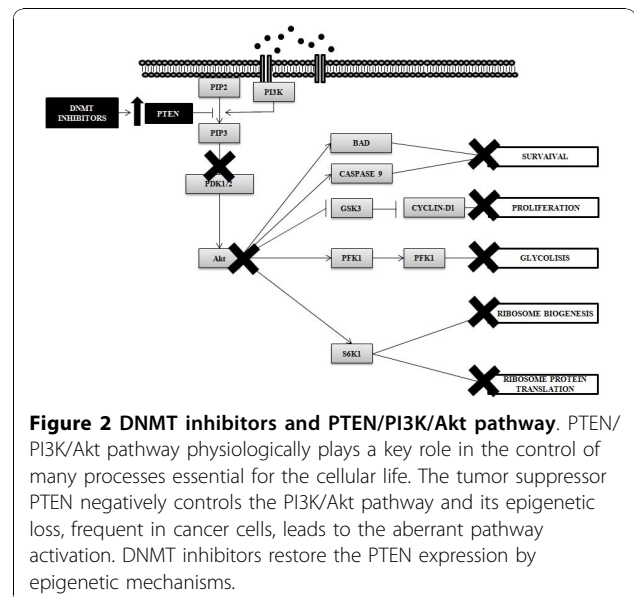 PIP2
PI3K
DNMT
INHIBITORS
PTEN
PIP3
PDK1/2
Akt
BAD
CASPASE 9
GSK3
CYCLIN-D1
PFK1
PFK1
S6K1
SURVAIVAL
PROLIFERATION
GLYCOLISIS
RIBOSOME BIOGENESIS
RIBOSOME PROTEIN
TRANSLATION
Figure 2 DNMT inhibitors and PTEN/PI3K/Akt pathway. PTEN/
PI3K/Akt pathway physiologically plays a key role in the control of
many processes essential for the cellular life. The tumor suppressor
PTEN negatively controls the PI3K/Akt pathway and its epigenetic
loss, frequent in cancer cells, leads to the aberrant pathway
activation. DNMT inhibitors restore the PTEN expression by
epigenetic mechanisms.